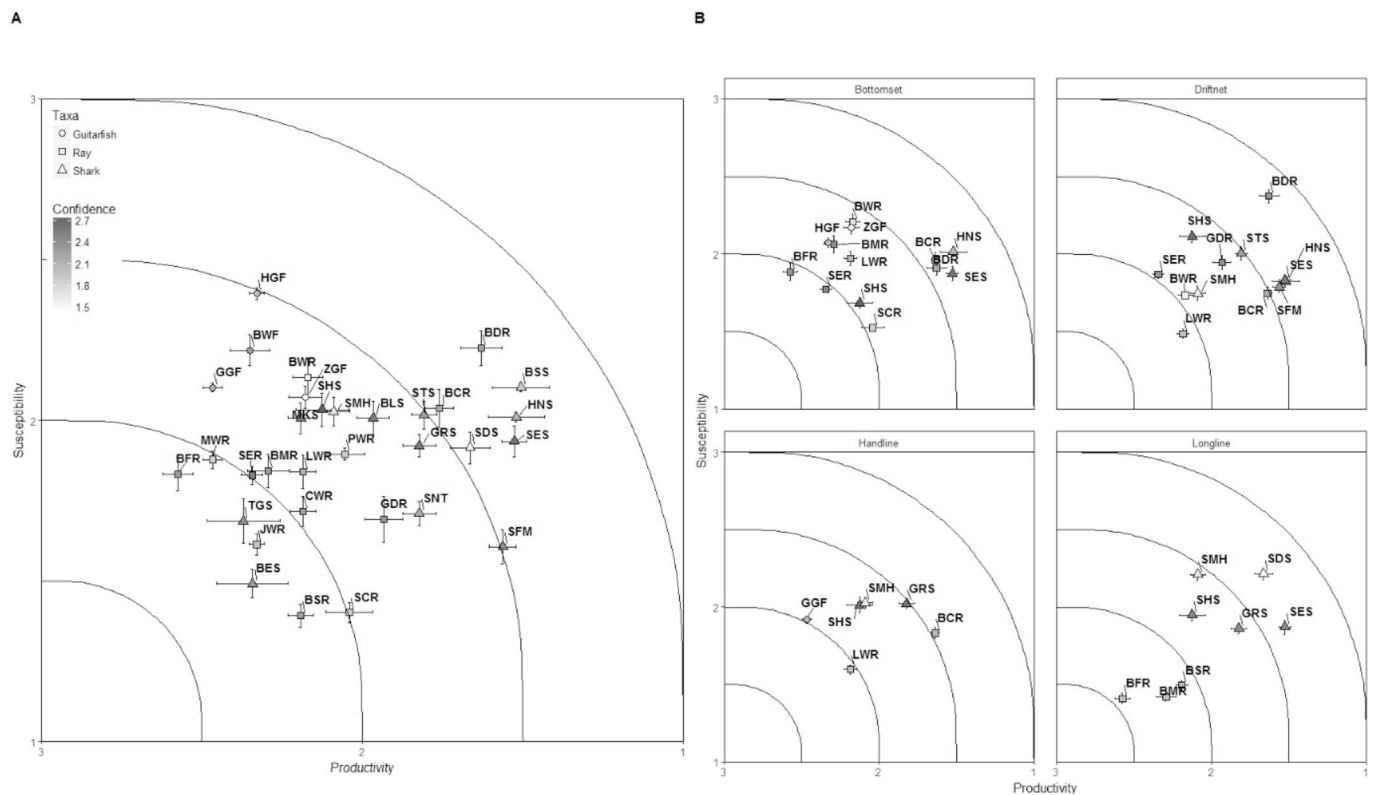 A
B
3
Taxa
Guitarfish
Ray
Shark
Confidence
2.7
2.4
2.1
1.8
1.5
HGF
BWF
GGF
BDR
BWR
ZGF
SHS
MKS
SMH
BLS
STS
BCR
BSS
HNS
MWR
BFR
SER
BMR
LWR
PWR
GRS
SDS
SES
TGS
CWR
JWR
GDR
SNT
SFM
BES
BSR
SCR
Susceptibility
2
1
3
2
1
Productivity
Bottomset
3
2
1
BWR
HGF
ZGF
BMR
BFR
LWR
SER
SHS
SCR
BCR
BDR
HNS
SES
Driftnet
BDR
SHS
GDR
STS
HNS
SER
SES
BWR
SMH
BCR
SFM
LWR
Susceptibility
Handline
3
2
1
GGF
SMH
SHS
GRS
BCR
LWR
3
2
1
Longline
SMH
SDS
SHS
GRS
SES
BFR
BMR
BSR
3
2
1
Productivity